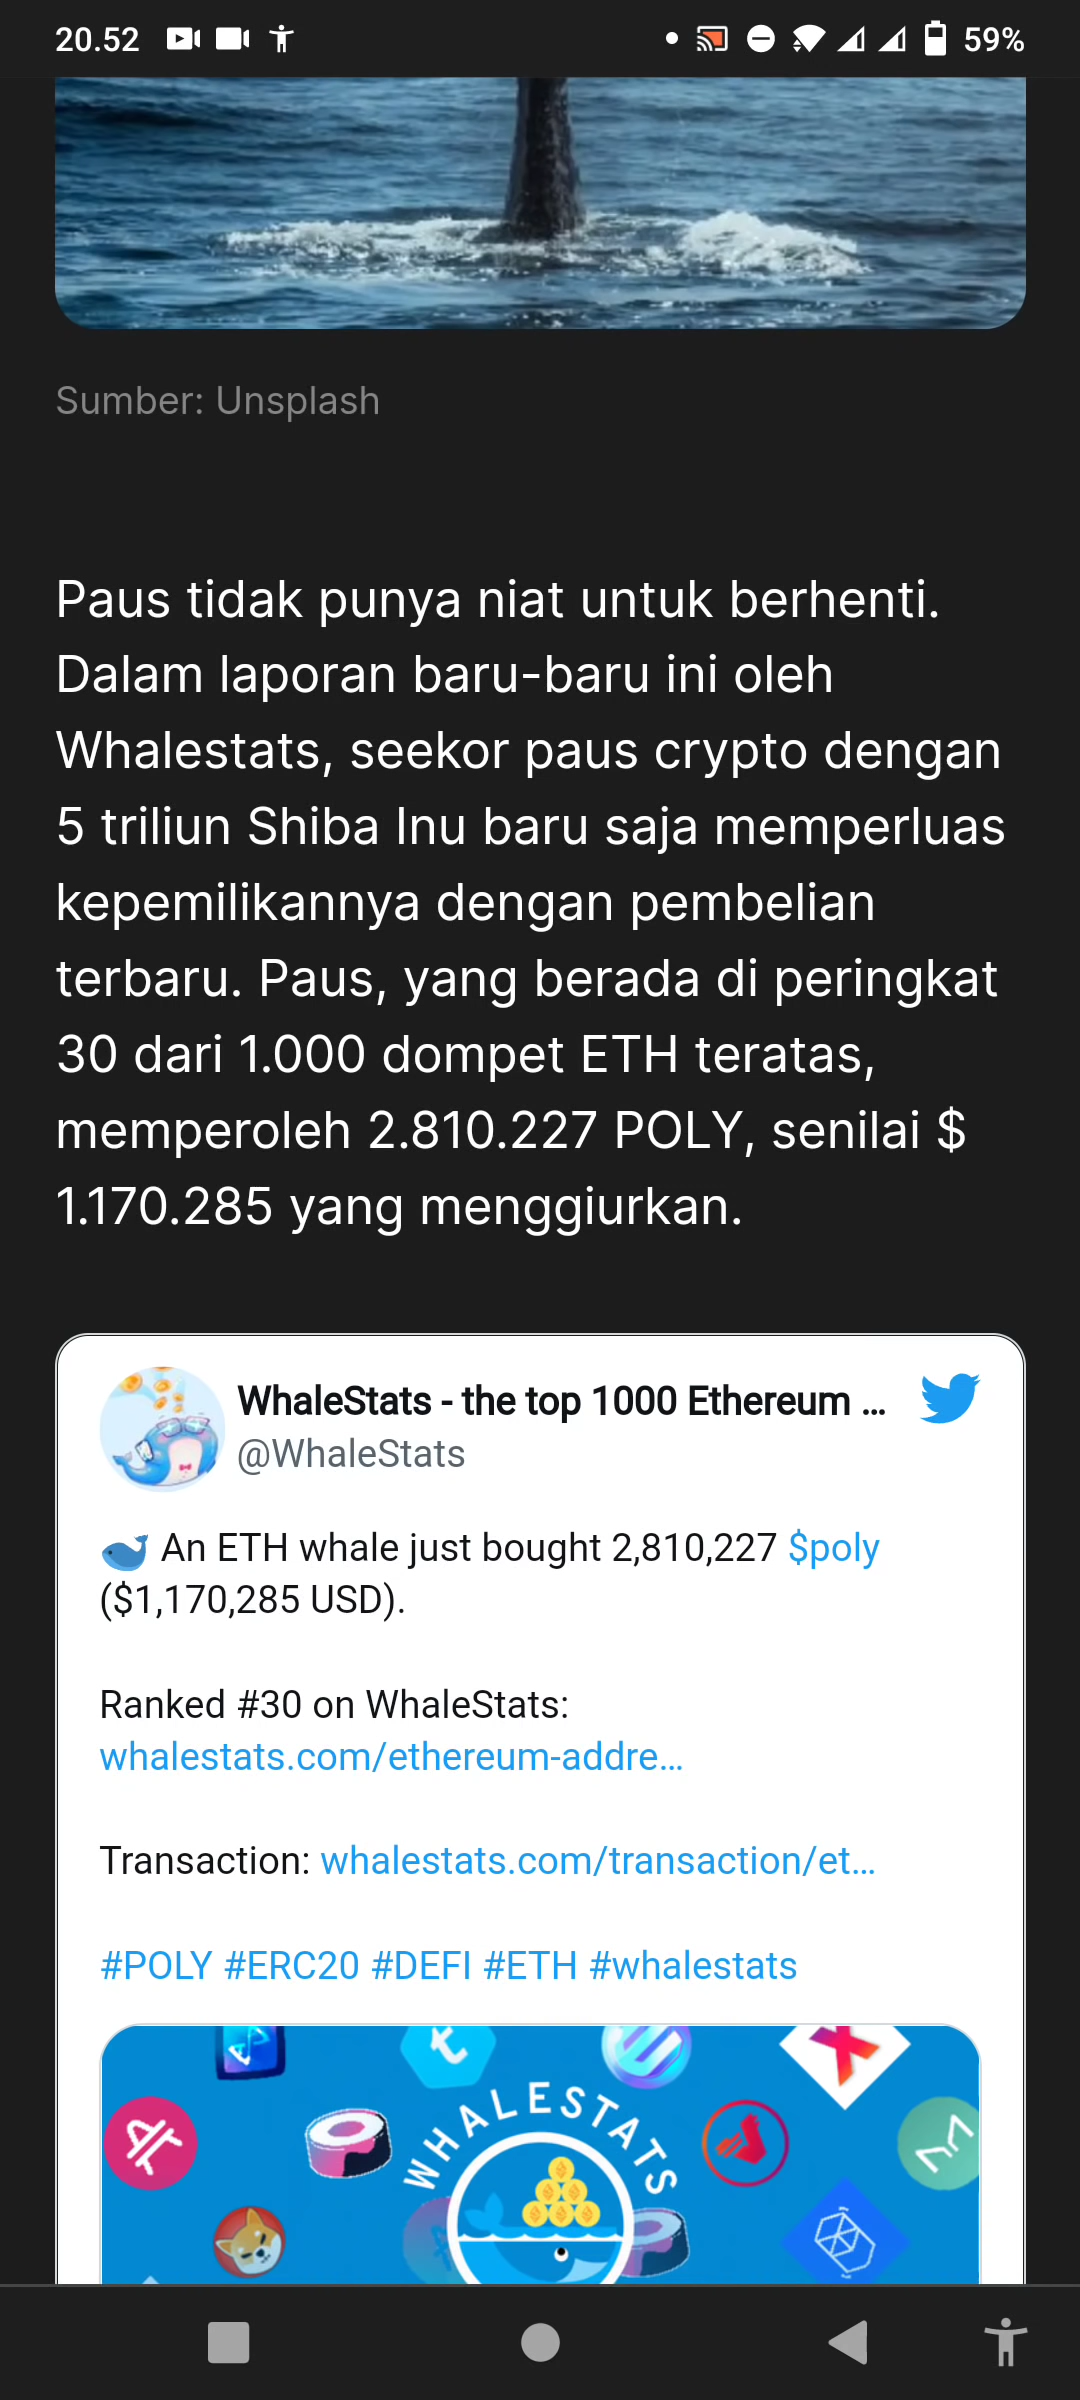 20.52
59%
Sumber: Unsplash
Paus tidak punya niat untuk berhenti.
Dalam laporan baru-baru ini oleh
Whalestats, seekor paus crypto dengan
5 triliun Shiba Inu baru saja memperluas
kepemilikannya dengan pembelian
terbaru. Paus, yang berada di peringkat
30 dari 1.000 dompet ETH teratas,
memperoleh 2.810.227 POLY, senilai $
1.170.285 yang menggiurkan.
WhaleStats - the top 1000 Ethereum ...
@WhaleStats
An ETH whale just bought 2,810,227 $poly
($1,170,285 USD).
Ranked #30 on WhaleStats:
whalestats.com/ethereum-addre...
Transaction: whalestats.com/transaction/et...
#POLY #ERC20 #DEFI #ETH #whalestats
WHALESTATS